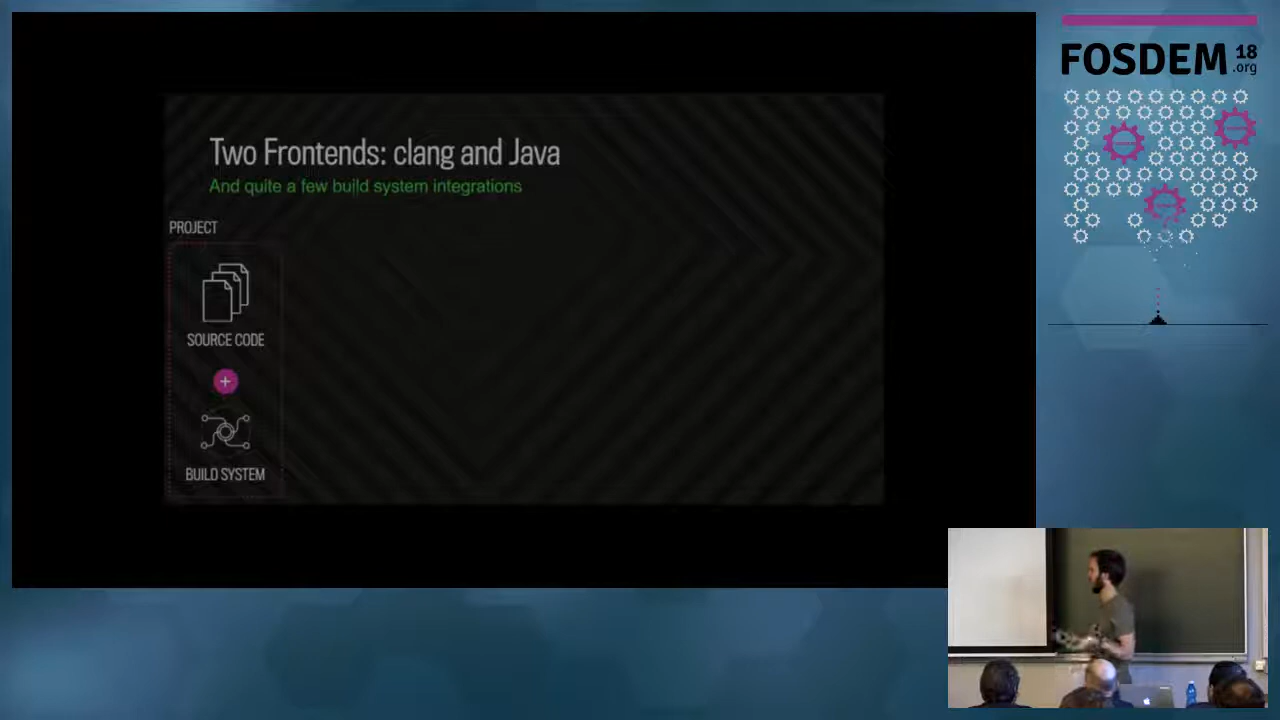 Two Frontends: clang and Java
And quite a few build system integrations
PROJECT
SOURCE CODE
+
BUILD SYSTEM
FOSDEM 18
.org